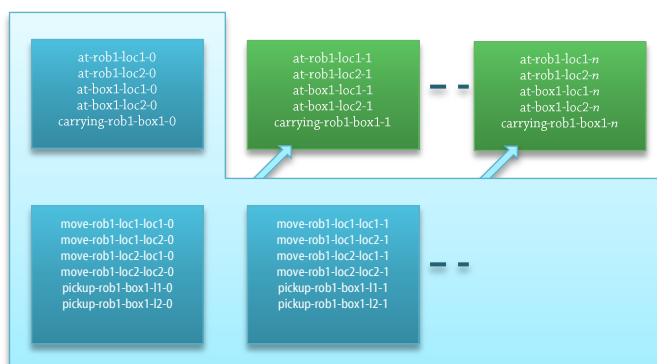 at-rob1-loc1-0
at-rob1-loc2-0
at-box1-loc1-0
at-box1-loc2-0
carrying-rob1-box1-0
at-rob1-loc1-1
at-rob1-loc2-1
at-box1-loc1-1
at-box1-loc2-1
carrying-rob1-box1-1
at-rob1-loc1-n
at-rob1-loc2-n
at-box1-loc1-n
at-box1-loc2-n
carrying-rob1-box1-n
move-rob1-loc1-loc1-0
move-rob1-loc1-loc2-0
move-rob1-loc2-loc1-0
move-rob1-loc2-loc2-0
pickup-rob1-box1-l1-0
pickup-rob1-box1-l2-0
move-rob1-loc1-loc1-1
move-rob1-loc1-loc2-1
move-rob1-loc2-loc1-1
move-rob1-loc2-loc2-1
pickup-rob1-box1-l1-1
pickup-rob1-box1-l2-1